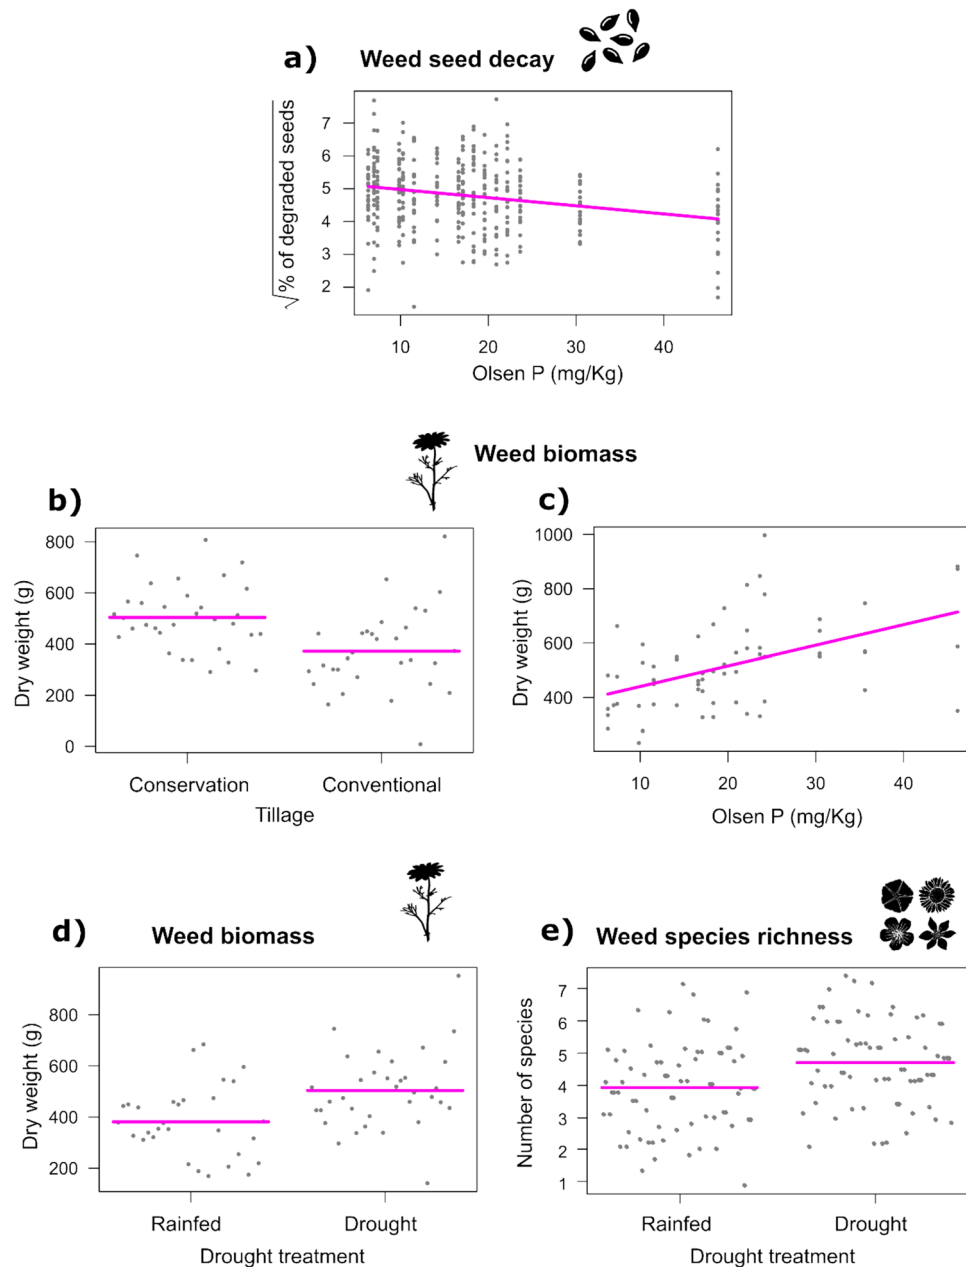 a) Weed seed decay
√% of degraded seeds
7
6
5
4
3
2
10 20 30 40
Olsen P (mg/Kg)
Weed biomass
b)
Dry weight (g)
800
600
400
200
0
Conservation Conventional
Tillage
c)
Dry weight (g)
1000
800
600
400
10 20 30 40
Olsen P (mg/Kg)
d) Weed biomass
Dry weight (g)
800
600
400
200
Rainfed Drought
Drought treatment
e) Weed species richness
Number of species
7
6
5
4
3
2
1
Rainfed Drought
Drought treatment